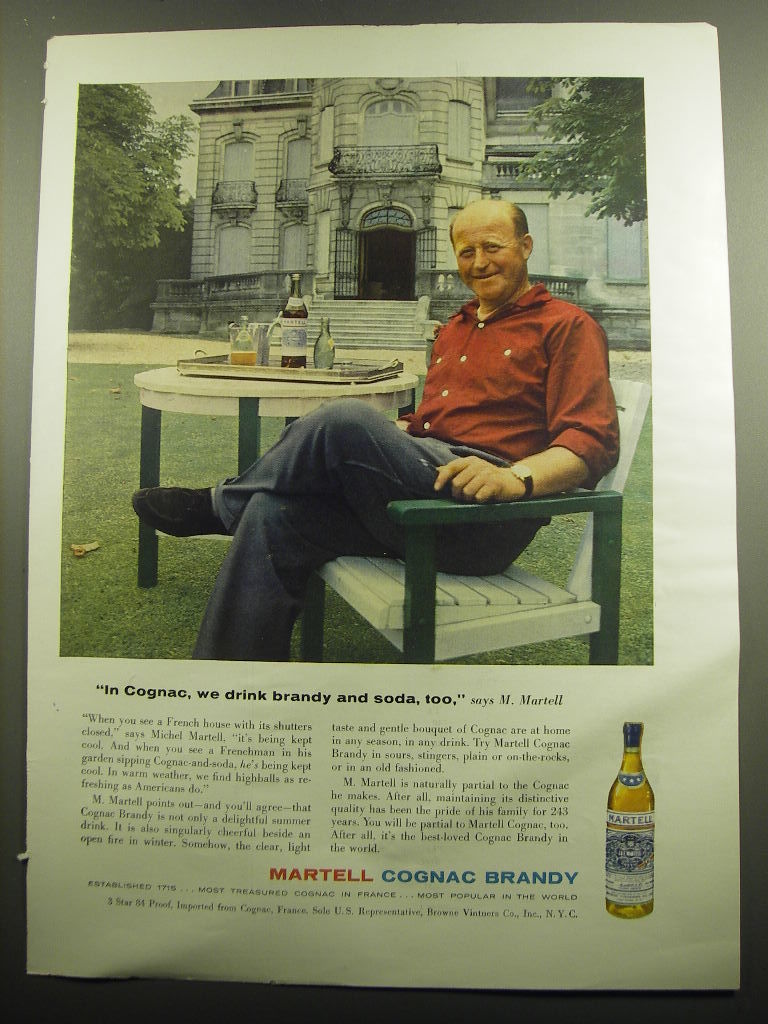 MARTELL
"In Cognac, we drink brandy and soda, too," says M. Martell
"When you see a French house with its shutters
closed," says Michel Martell, "it's being kept
cool. And when you see a Frenchman in his
garden sipping Cognac-and-soda, he's being kept
cool. In warm weather, we find highballs as re-
freshing as Americans do."
M. Martell points out—and you'll agree—that
Cognac Brandy is not only a delightful summer
drink. It is also singularly cheerful beside an
open fire in winter. Somehow, the clear, light
taste and gentle bouquet of Cognac are at home
in any season, in any drink. Try Martell Cognac
Brandy in sours, stingers, plain or on-the-rocks,
or in an old fashioned.
M. Martell is naturally partial to the Cognac
he makes. After all, maintaining its distinctive
quality has been the pride of his family for 243
years. You will be partial to Martell Cognac, too.
After all, it's the best-loved Cognac Brandy in
the world.
MARTELL
MARTELL COGNAC BRANDY
ESTABLISHED 1715 . . . MOST TREASURED COGNAC IN FRANCE . . . MOST POPULAR IN THE WORLD
3 Star 84 Proof, Imported from Cognac, France. Sole U.S. Representative, Browne Vintners Co., Inc., N.Y.C.